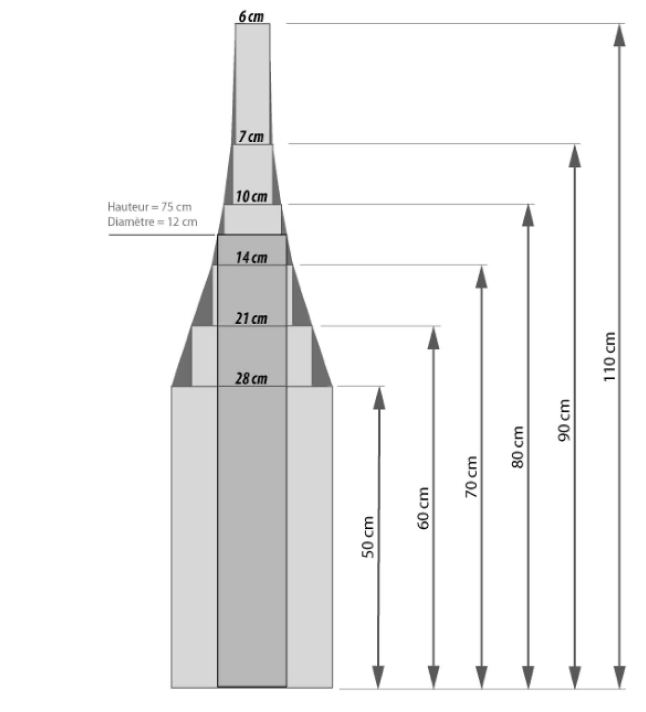 6 cm
7 cm
10 cm
Hauteur = 75 cm
Diamètre = 12 cm
14 cm
21 cm
28 cm
50 cm
60 cm
70 cm
80 cm
90 cm
110 cm